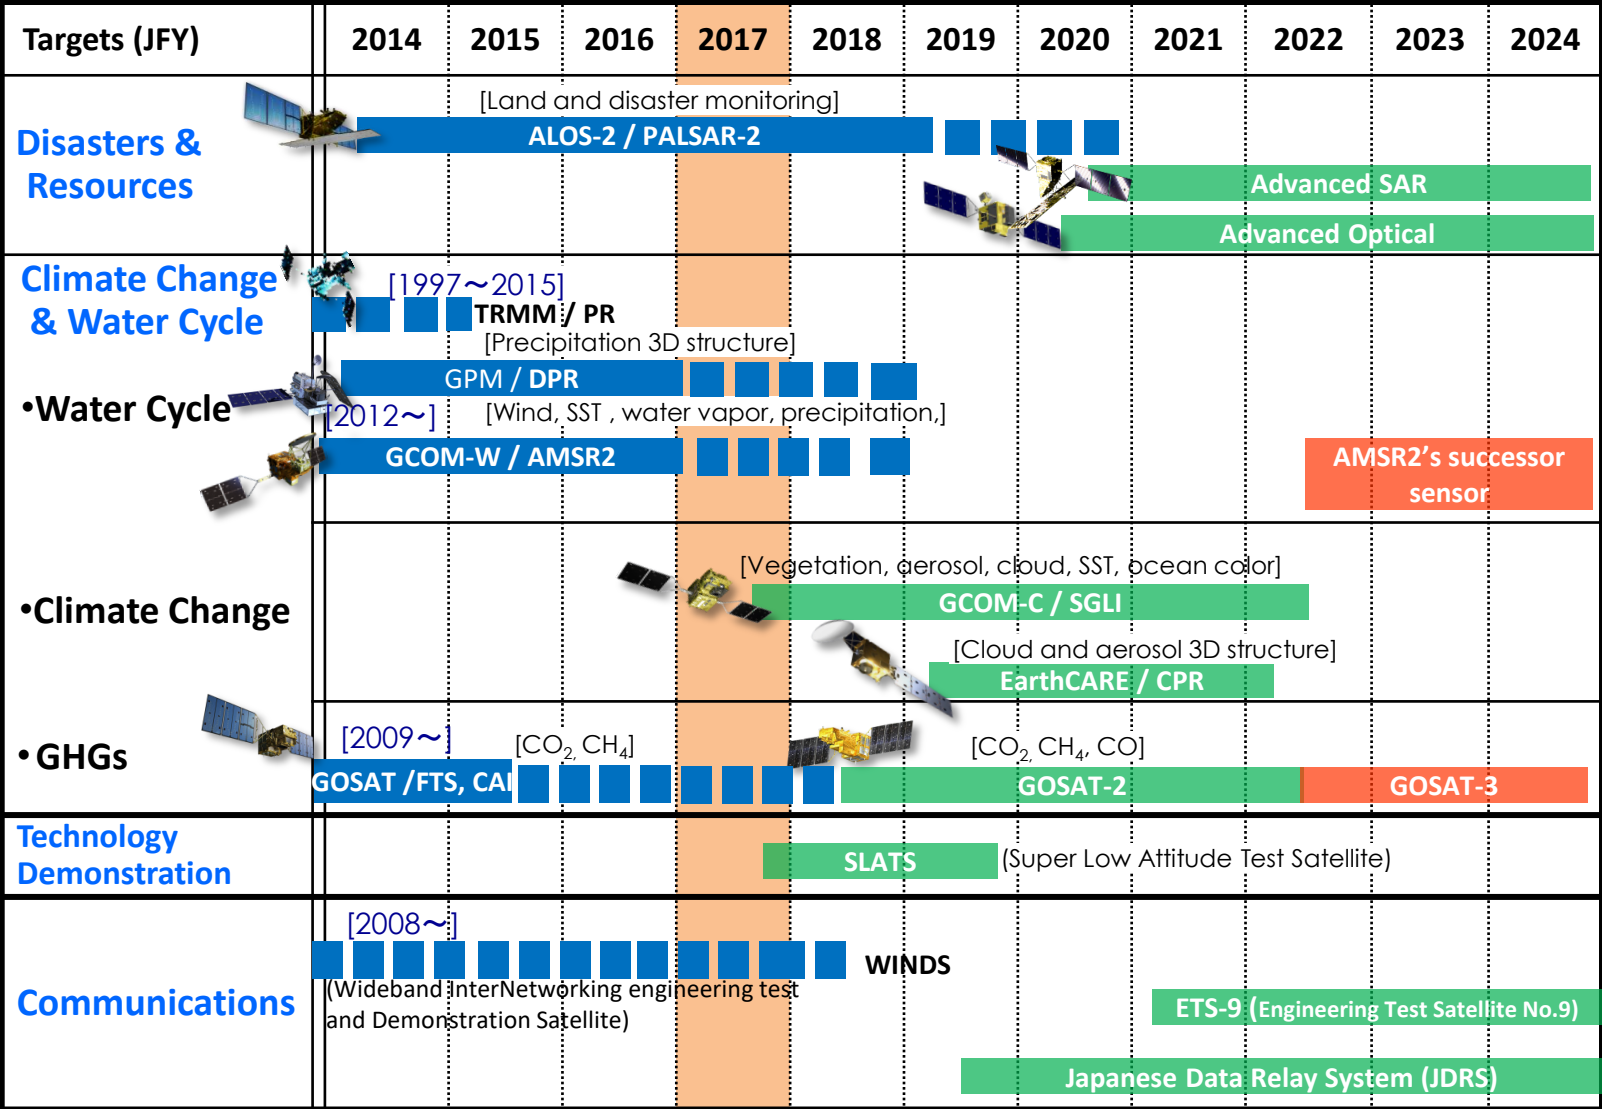 Targets (JFY) 2014 2015 2016 2017 2018 2019 2020 2021 2022 2023 2024
Disasters &
Resources
[Land and disaster monitoring]
ALOS-2 / PALSAR-2
Advanced SAR
Advanced Optical
Climate Change
& Water Cycle
[1997～2015]
TRMM / PR
[Precipitation 3D structure]
GPM / DPR
•Water Cycle
[2012～]
[Wind, SST , water vapor, precipitation,]
GCOM-W / AMSR2
AMSR2's successor
sensor
•Climate Change
[Vegetation, aerosol, cloud, SST, ocean color]
GCOM-C / SGLI
[Cloud and aerosol 3D structure]
EarthCARE / CPR
• GHGs
[2009～]
[CO2, CH4]
[CO2, CH4, CO]
GOSAT /FTS, CAI
GOSAT-2
GOSAT-3
Technology
Demonstration
SLATS
(Super Low Attitude Test Satellite)
Communications
[2008～]
WINDS
(Wideband InterNetworking engineering test
and Demonstration Satellite)
ETS-9 (Engineering Test Satellite No.9)
Japanese Data Relay System (JDRS)